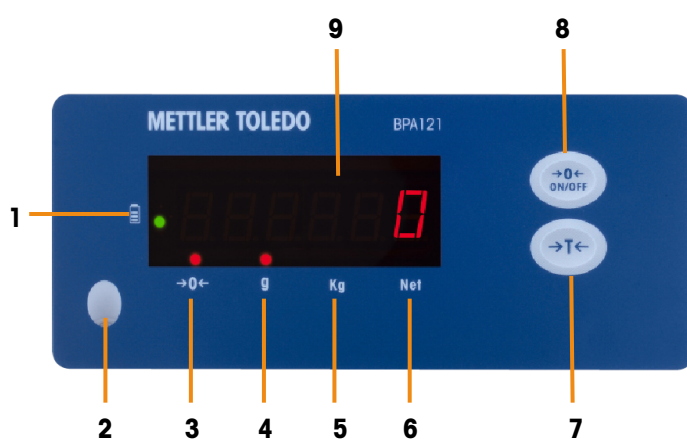 9
8
METTLER TOLEDO
BPA121
→0←
ON/OFF
1
0
→T←
→0←
g
Kg
Net
2
3
4
5
6
7